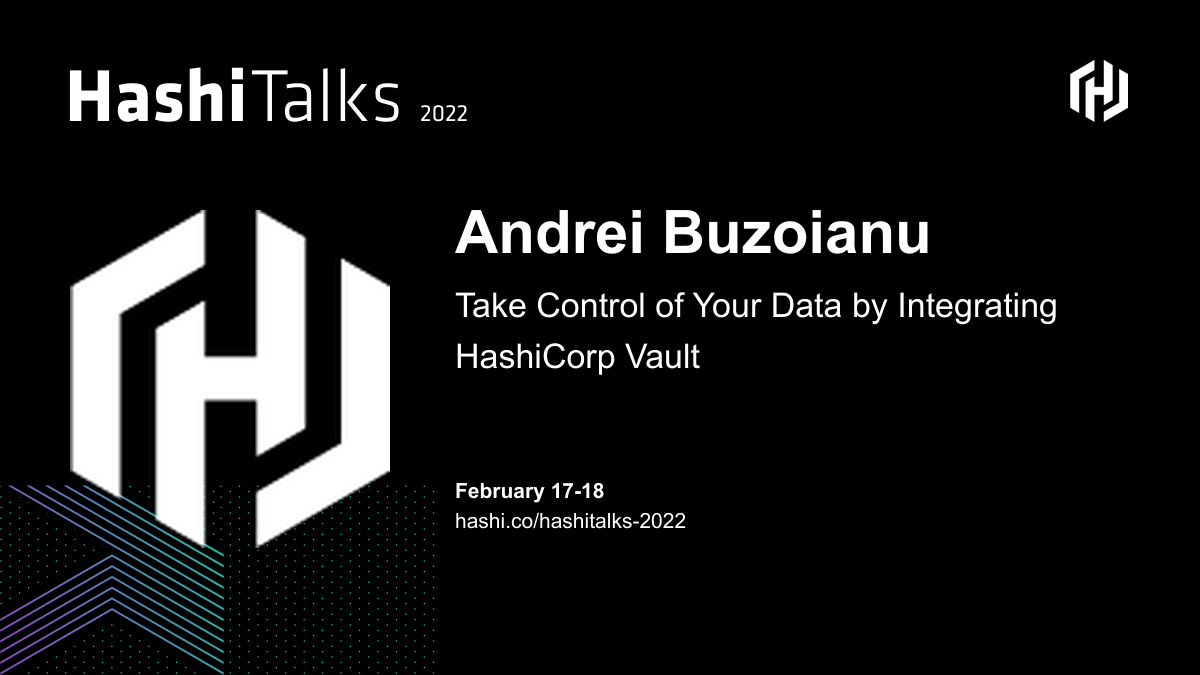 HashiTalks 2022
Andrei Buzoianu
Take Control of Your Data by Integrating
HashiCorp Vault
February 17-18
hashi.co/hashitalks-2022